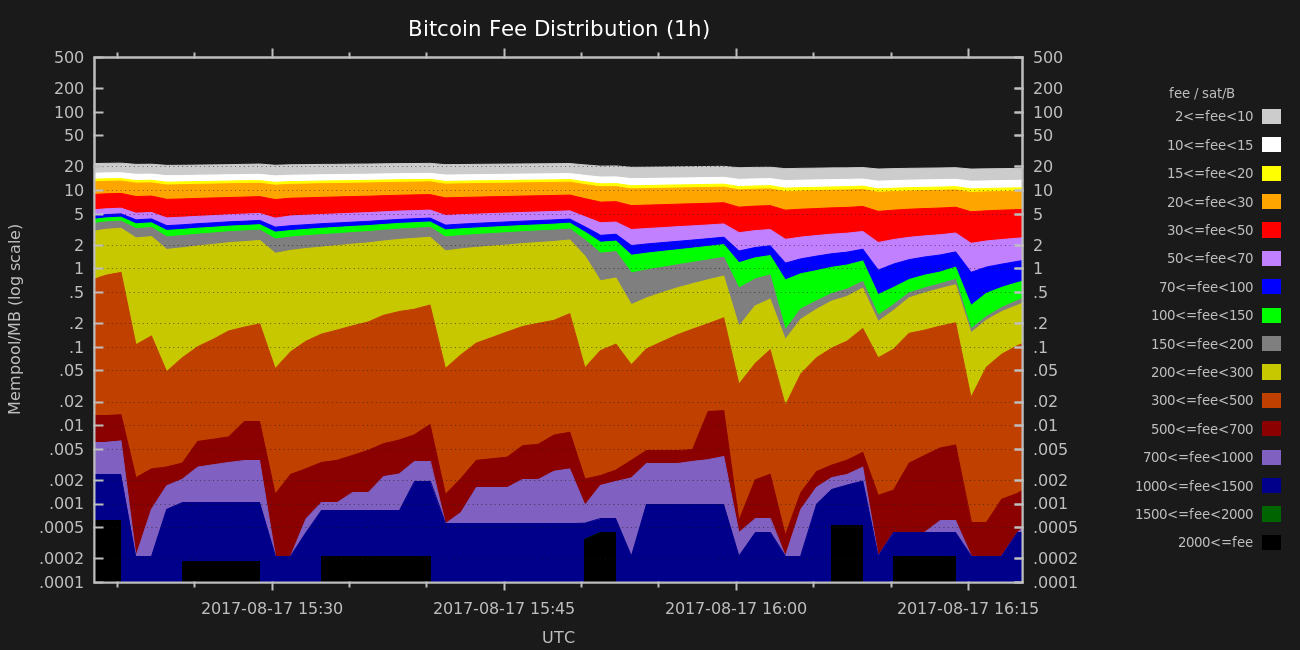 Bitcoin Fee Distribution (1h)
500 500
200 200
100 100
50 50
20 20
10 10
5 5
2 2
1 1
.5 .5
.2 .2
.1 .1
.05 .05
.02 .02
.01 .01
.005 .005
.002 .002
.001 .001
.0005 .0005
.0002 .0002
.0001 .0001
Mempool/MB (log scale)
2017-08-17 15:30 2017-08-17 15:45 2017-08-17 16:00 2017-08-17 16:15
UTC
fee / sat/B
2<=fee<10
10<=fee<15
15<=fee<20
20<=fee<30
30<=fee<50
50<=fee<70
70<=fee<100
100<=fee<150
150<=fee<200
200<=fee<300
300<=fee<500
500<=fee<700
700<=fee<1000
1000<=fee<1500
1500<=fee<2000
2000<=fee